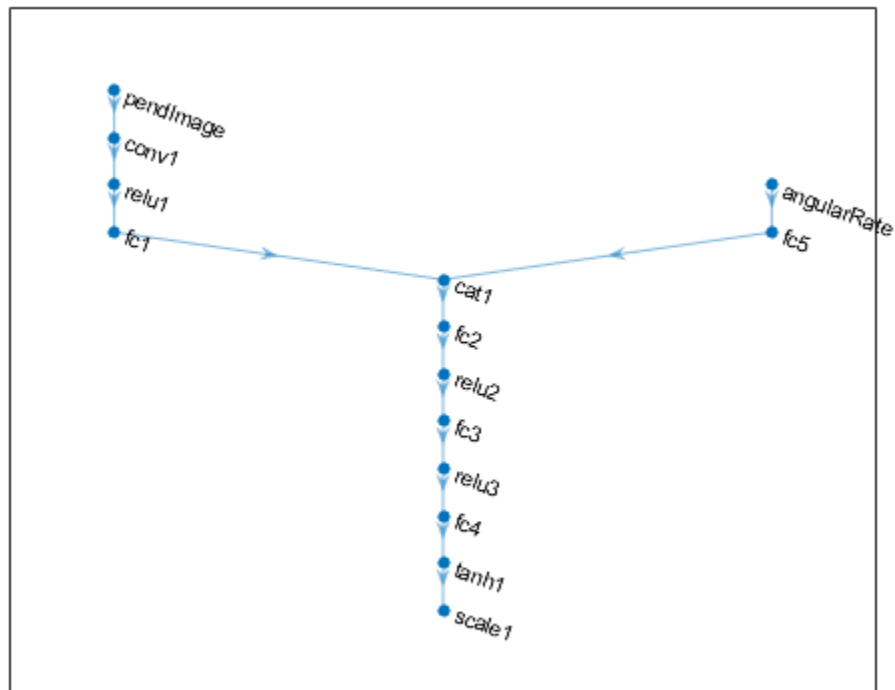 pendImage
conv1
relu1
fc1
angularRate
fc5
cat1
fc2
relu2
fc3
relu3
fc4
tanh1
scale1